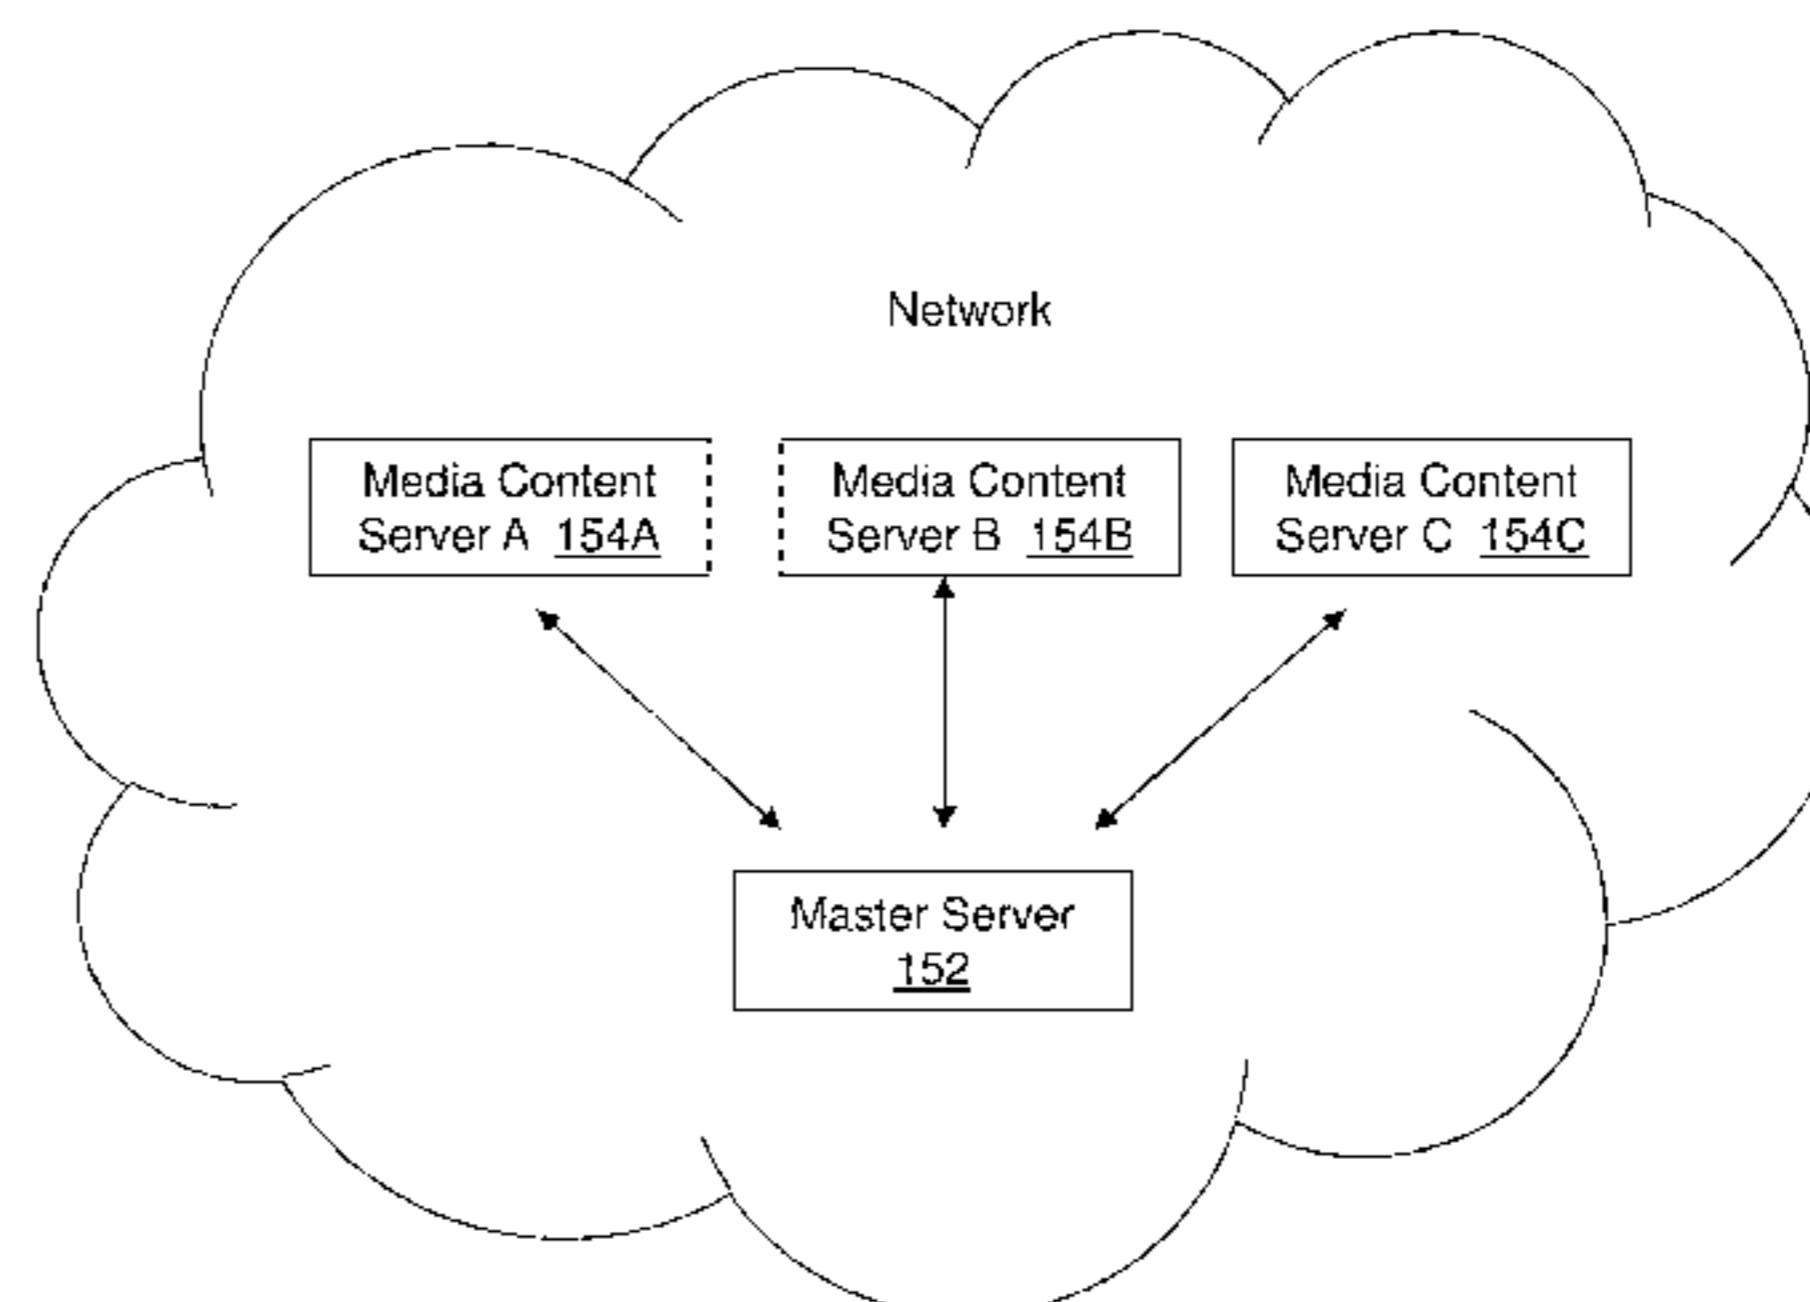 Network
Media Content
Server A 154A
Media Content
Server B 154B
Media Content
Server C 154C
Master Server
152